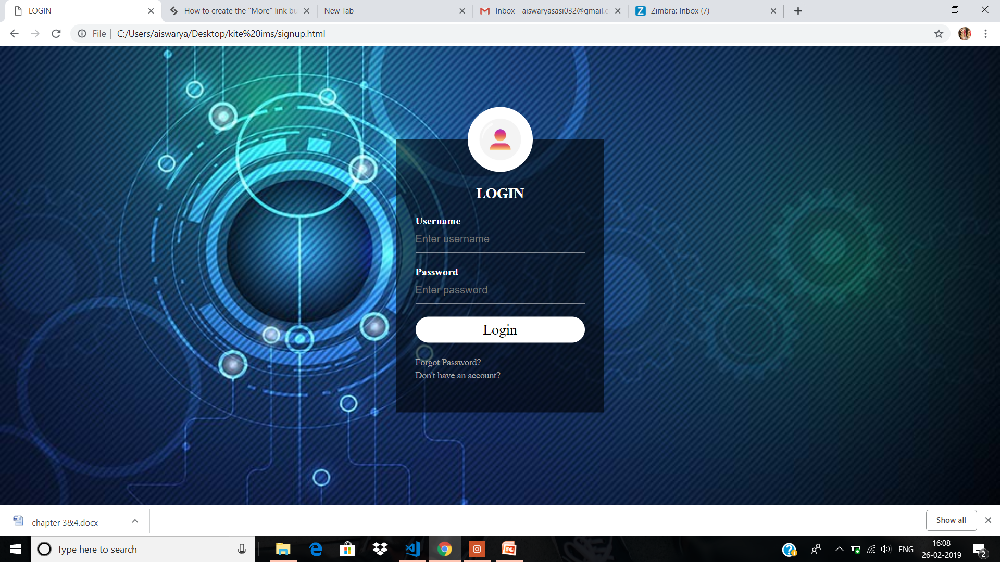 LOGIN
How to create the "More" link bu
New Tab
Inbox - aiswaryasasi032@gmail.c
Zimbra: Inbox (7)
File | C:/Users/aiswarya/Desktop/kite%20ims/signup.html
LOGIN
Username
Enter username
Password
Enter password
Login
Forgot Password?
Don't have an account?
chapter 3&4.docx
Show all
Type here to search
ENG
16:08
26-02-2019
2